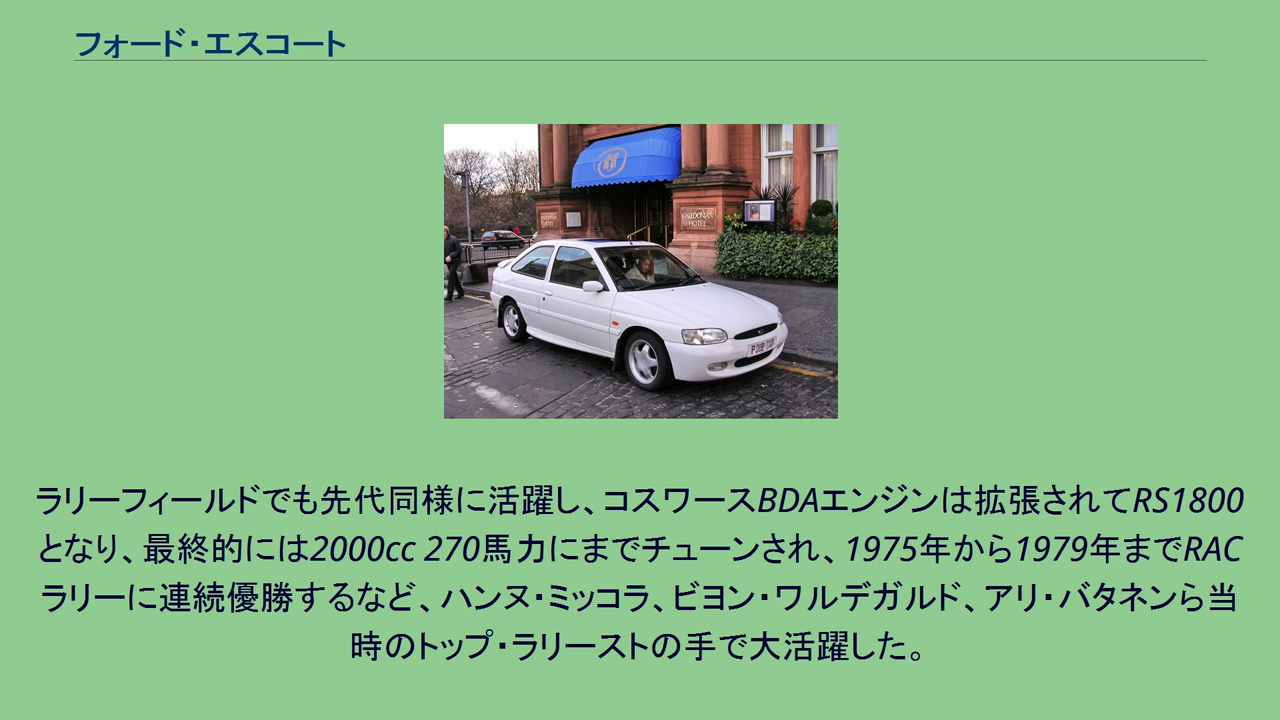 フォード・エスコート
CALEDONIAN
HOTEL
ラリーフィールドでも先代同様に活躍し、コスワースBDAエンジンは拡張されてRS1800
となり、最終的には2000cc 270馬力にまでチューンされ、1975年から1979年までRAC
ラリーに連続優勝するなど、ハンヌ・ミッコラ、ビヨン・ワルデガルド、アリ・バタネンら当
時のトップ・ラリーストの手で大活躍した。